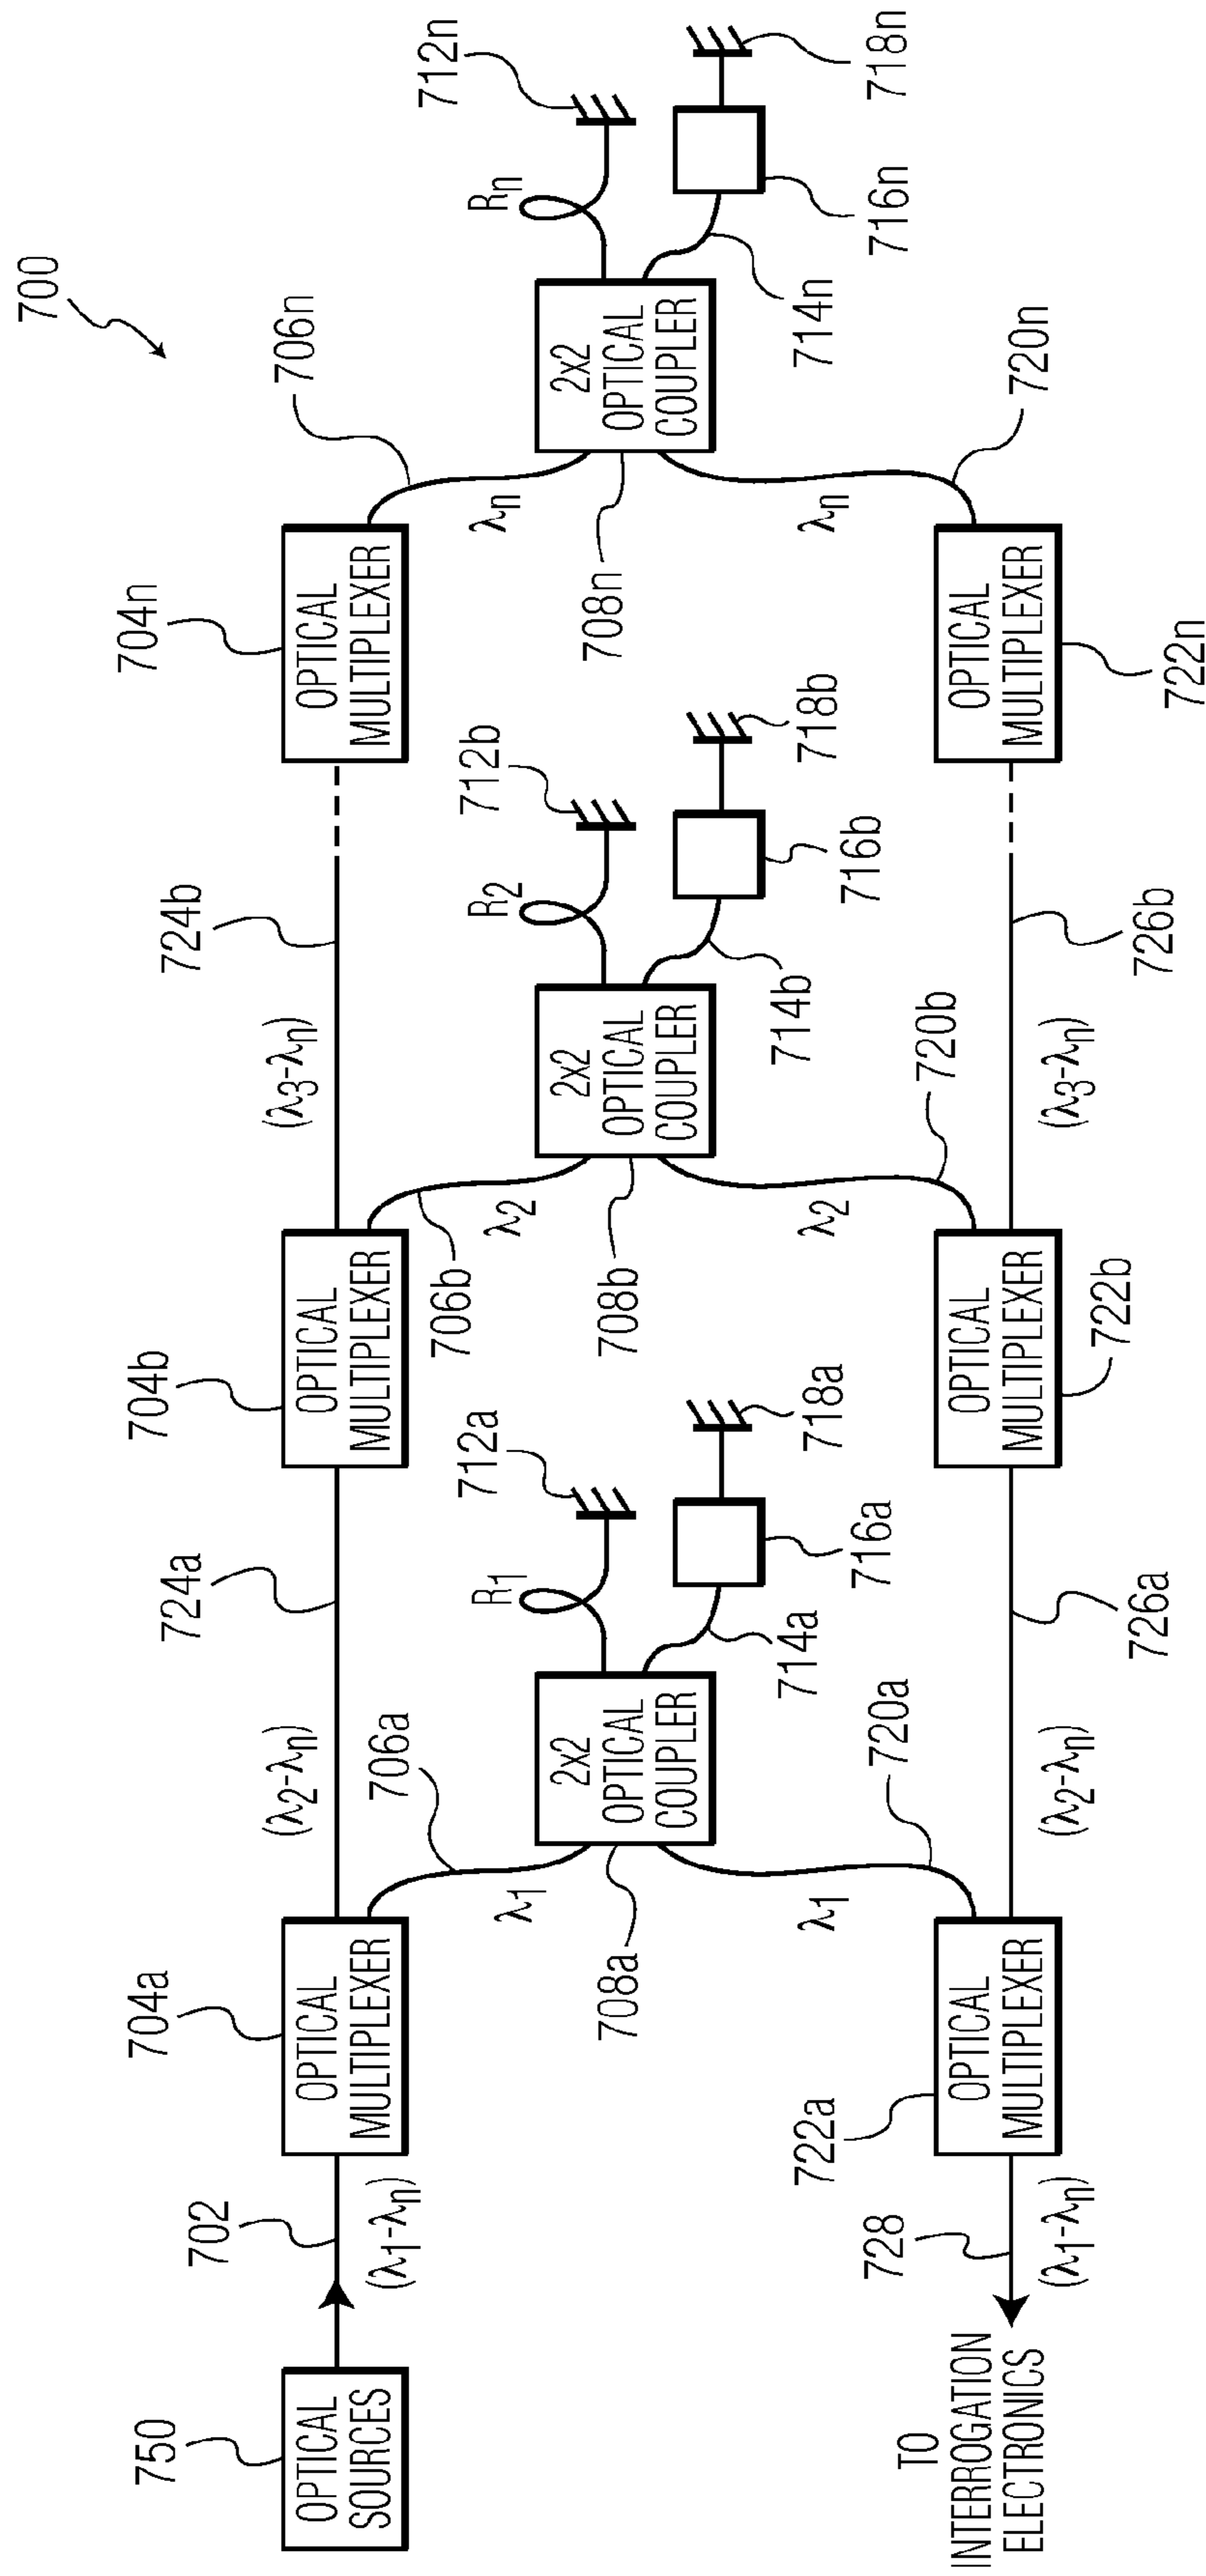 700
750
OPTICAL
SOURCES
702
(λ1-λn)
704a
OPTICAL
MULTIPLEXER
(λ2-λn)
724a
704b
OPTICAL
MULTIPLEXER
(λ3-λn)
724b
704n
OPTICAL
MULTIPLEXER
706a
λ1
708a
2x2
OPTICAL
COUPLER
R1
712a
714a
716a
718a
706b
λ2
708b
2x2
OPTICAL
COUPLER
R2
712b
714b
716b
718b
706n
λn
708n
2x2
OPTICAL
COUPLER
Rn
712n
714n
716n
718n
λ1
720a
λ2
720b
λn
720n
TO
INTERROGATION
ELECTRONICS
728
(λ1-λn)
722a
OPTICAL
MULTIPLEXER
(λ2-λn)
726a
OPTICAL
MULTIPLEXER
722b
(λ3-λn)
726b
OPTICAL
MULTIPLEXER
722n